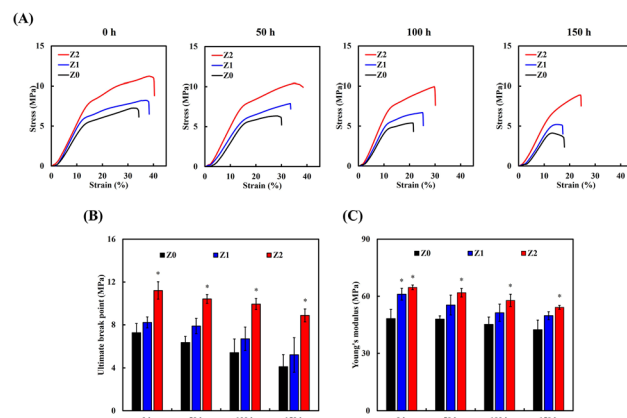 (A)
0 h
50 h
100 h
150 h
15
10
5
0
Stress (MPa)
Z2
Z1
Z0
0 10 20 30 40 50
Strain (%)
15
10
5
0
Stress (MPa)
Z2
Z1
Z0
0 10 20 30 40 50
Strain (%)
15
10
5
0
Stress (MPa)
Z2
Z1
Z0
0 10 20 30 40 50
Strain (%)
15
10
5
0
Stress (MPa)
Z2
Z1
Z0
0 10 20 30 40 50
Strain (%)
(B)
16
12
8
4
0
Ultimate break point (MPa)
Z0 Z1 Z2
* * * *
(C)
90
60
30
0
Young's modulus (MPa)
Z0 Z1 Z2
* * * * *